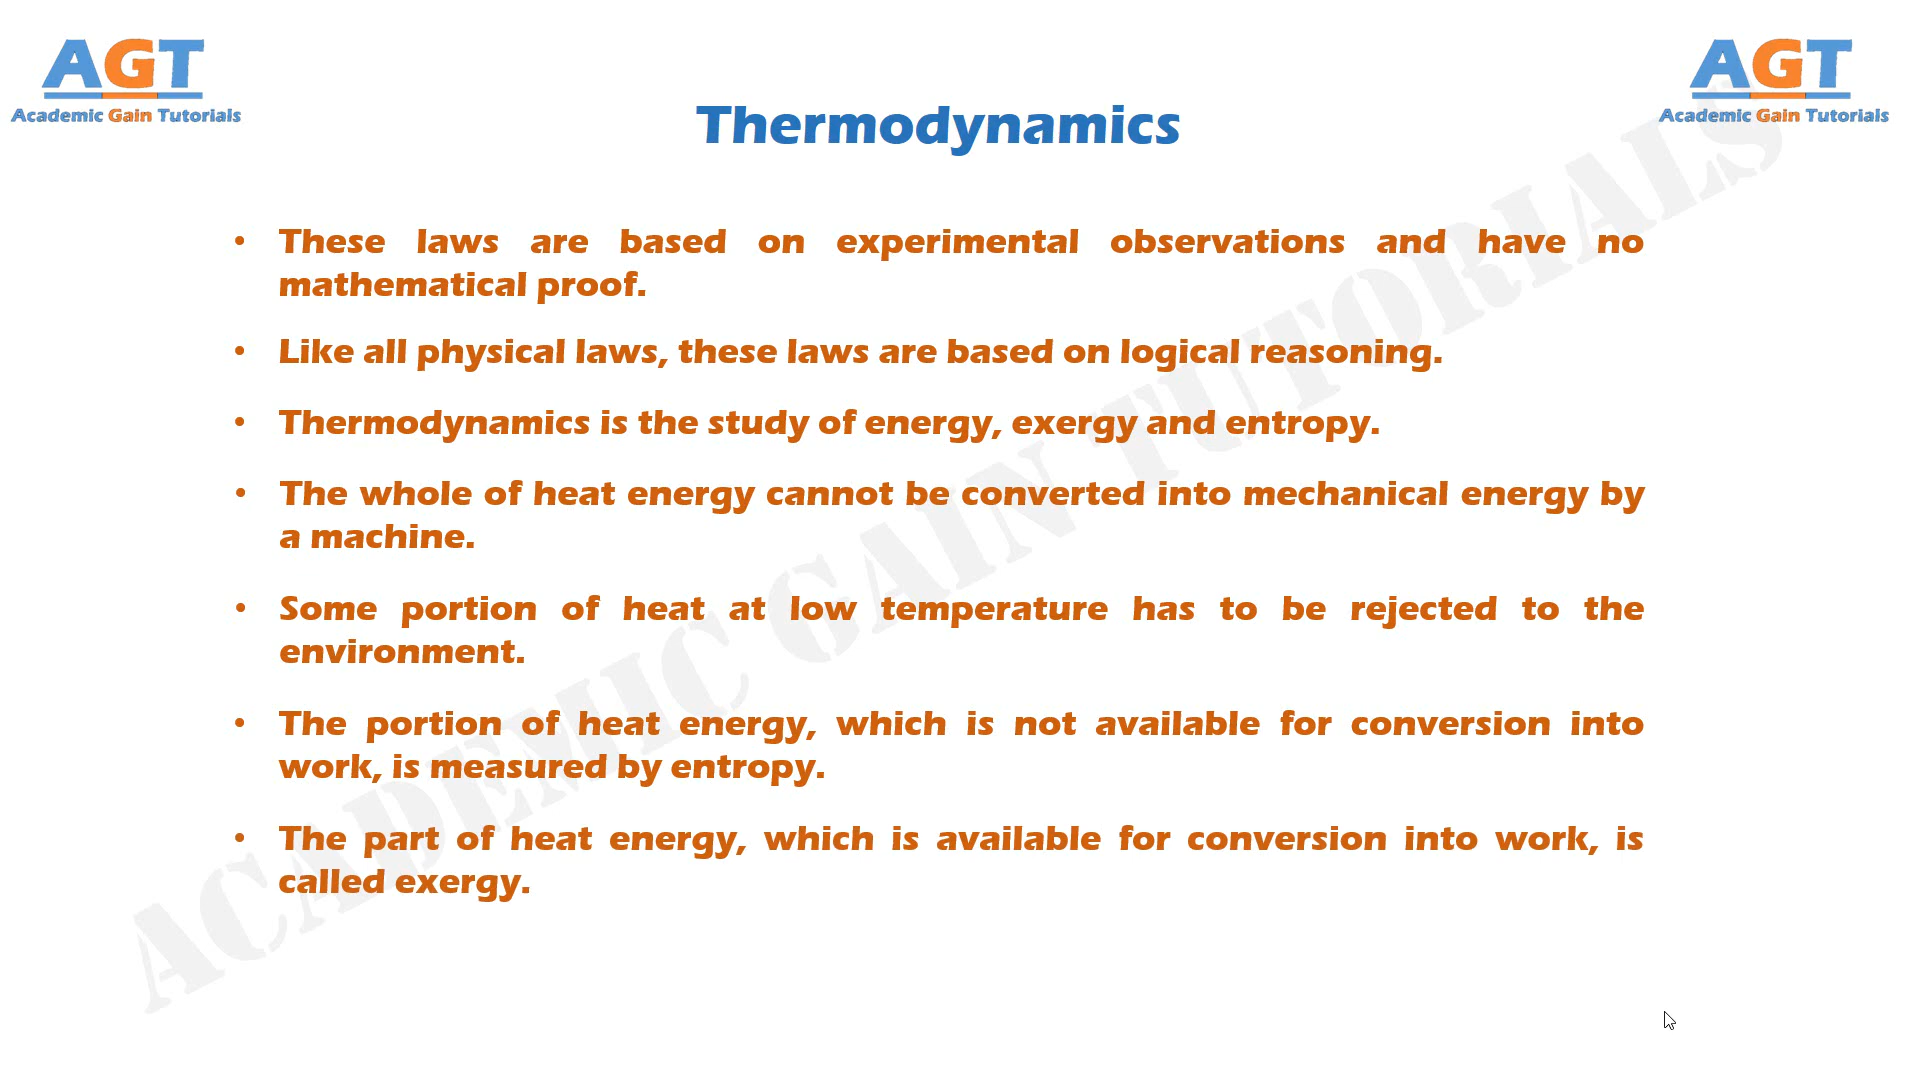 AGT
Academic Gain Tutorials
AGT
Academic Gain Tutorials
Thermodynamics
• These laws are based on experimental observations and have no
mathematical proof.
• Like all physical laws, these laws are based on logical reasoning.
• Thermodynamics is the study of energy, exergy and entropy.
• The whole of heat energy cannot be converted into mechanical energy by
a machine.
• Some portion of heat at low temperature has to be rejected to the
environment.
• The portion of heat energy, which is not available for conversion into
work, is measured by entropy.
• The part of heat energy, which is available for conversion into work, is
called exergy.
ACADEMIC GAIN TUTORIALS